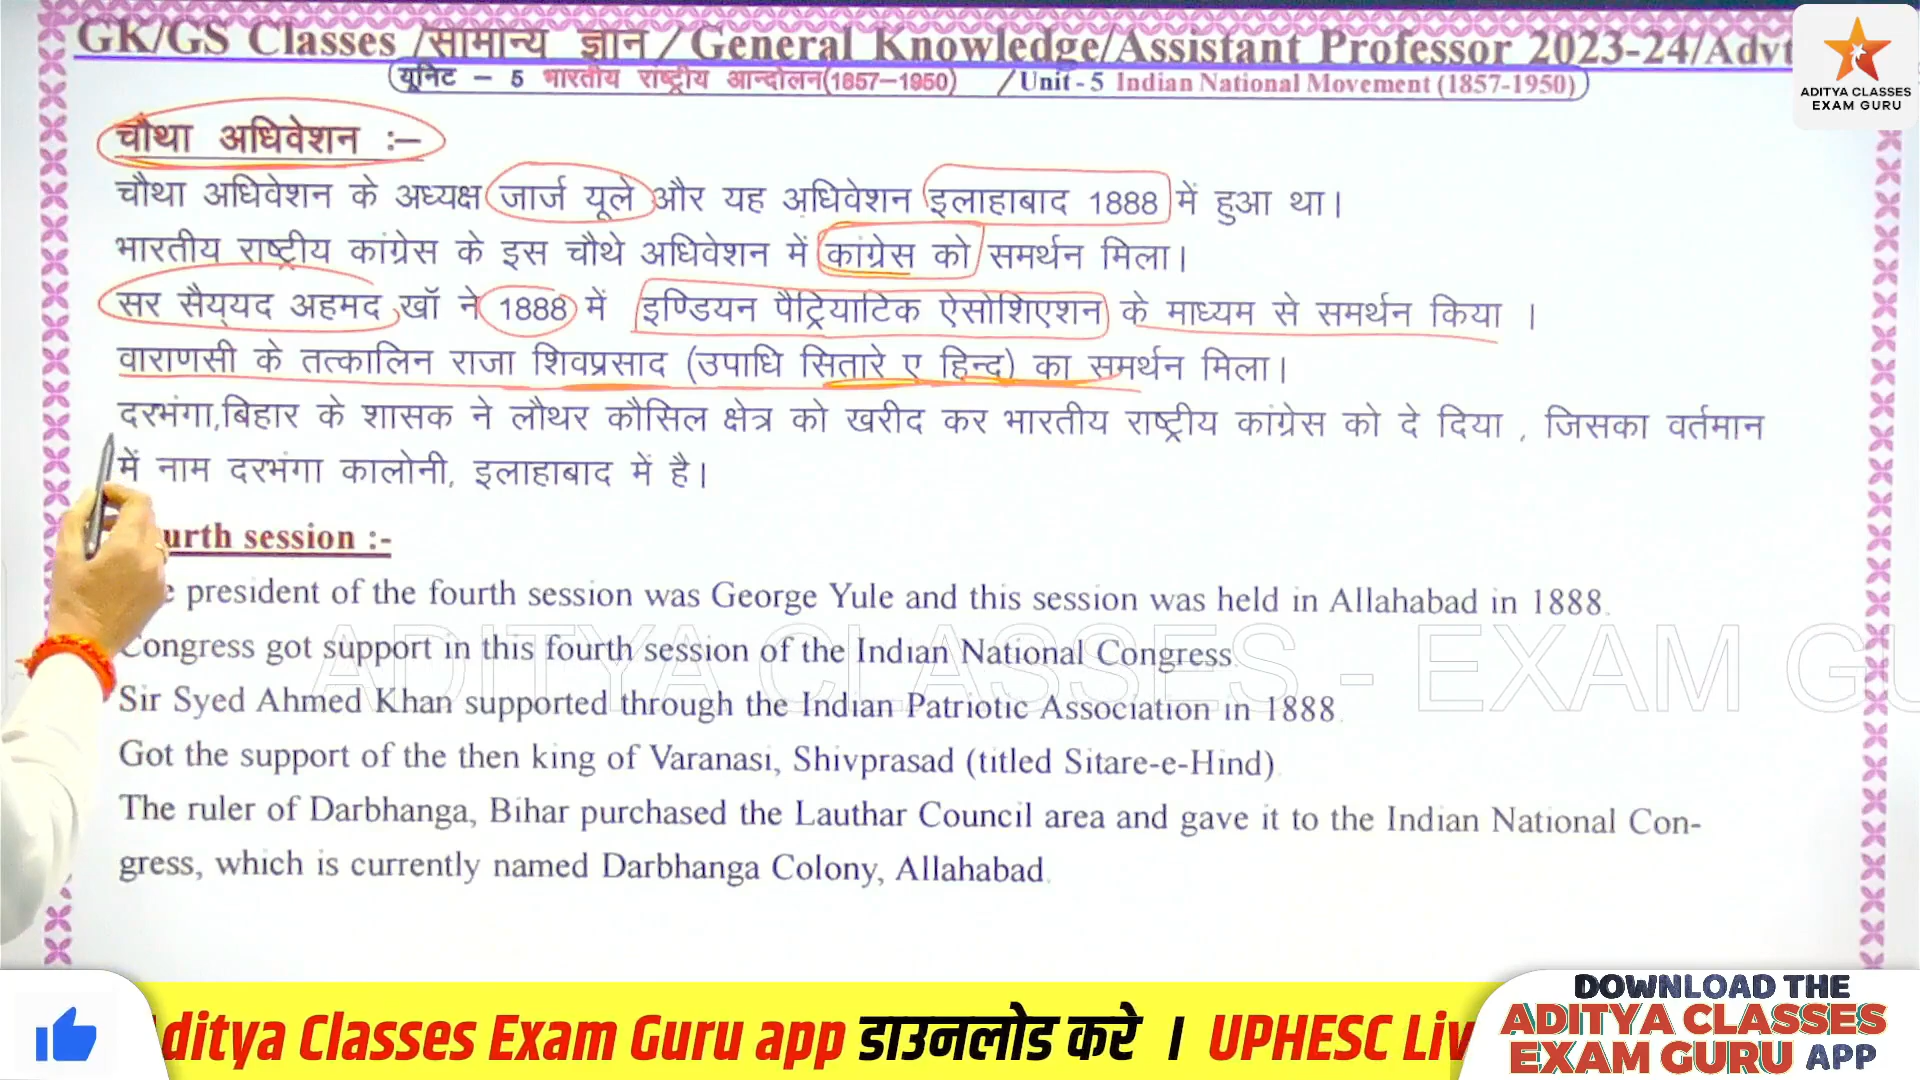 GK/GS Classes /सामान्य ज्ञान / General Knowledge/Assistant Professor 2023-24/Advt
यूनिट – 5 भारतीय राष्ट्रीय आन्दोलन(1857–1950) / Unit - 5 Indian National Movement (1857-1950)
ADITYA CLASSES
EXAM GURU
चौथा अधिवेशन :–
चौथा अधिवेशन के अध्यक्ष जार्ज यूले और यह अधिवेशन इलाहाबाद 1888 में हुआ था।
भारतीय राष्ट्रीय कांग्रेस के इस चौथे अधिवेशन में कांग्रेस को समर्थन मिला।
सर सैय्यद अहमद खॉ ने 1888 में इण्डियन पैट्रियाटिक ऐसोशिएशन के माध्यम से समर्थन किया ।
वाराणसी के तत्कालिन राजा शिवप्रसाद (उपाधि सितारे ए हिन्द) का समर्थन मिला।
दरभंगा,बिहार के शासक ने लौथर कौसिल क्षेत्र को खरीद कर भारतीय राष्ट्रीय कांग्रेस को दे दिया , जिसका वर्तमान
में नाम दरभंगा कालोनी, इलाहाबाद में है।
urth session :-
e president of the fourth session was George Yule and this session was held in Allahabad in 1888.
Congress got support in this fourth session of the Indian National Congress.
Sir Syed Ahmed Khan supported through the Indian Patriotic Association in 1888.
Got the support of the then king of Varanasi, Shivprasad (titled Sitare-e-Hind).
The ruler of Darbhanga, Bihar purchased the Lauthar Council area and gave it to the Indian National Con-
gress, which is currently named Darbhanga Colony, Allahabad.
ADITYA CLASSES - EXAM GU
ditya Classes Exam Guru app डाउनलोड करे । UPHESC Liv
DOWNLOAD THE
ADITYA CLASSES
EXAM GURU APP